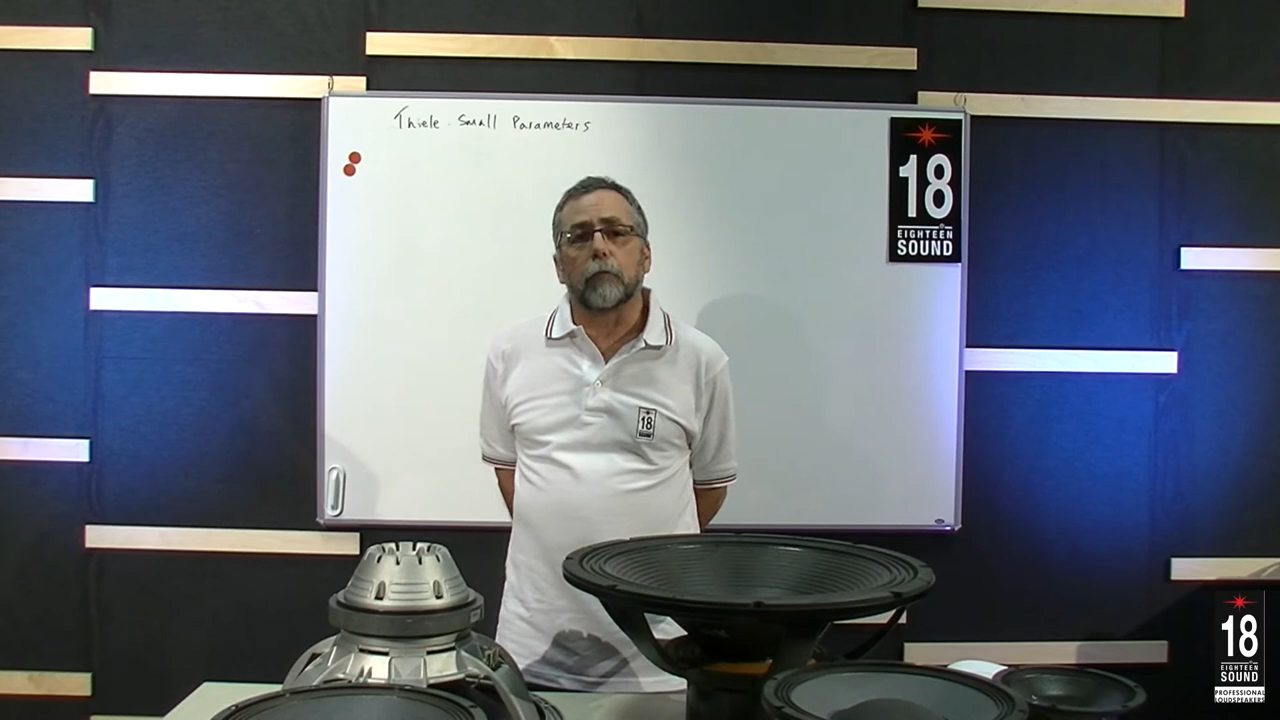 Thiele-Small Parameters
18
EIGHTEEN
SOUND
18
18
EIGHTEEN
SOUND
PROFESSIONAL
LOUDSPEAKERS